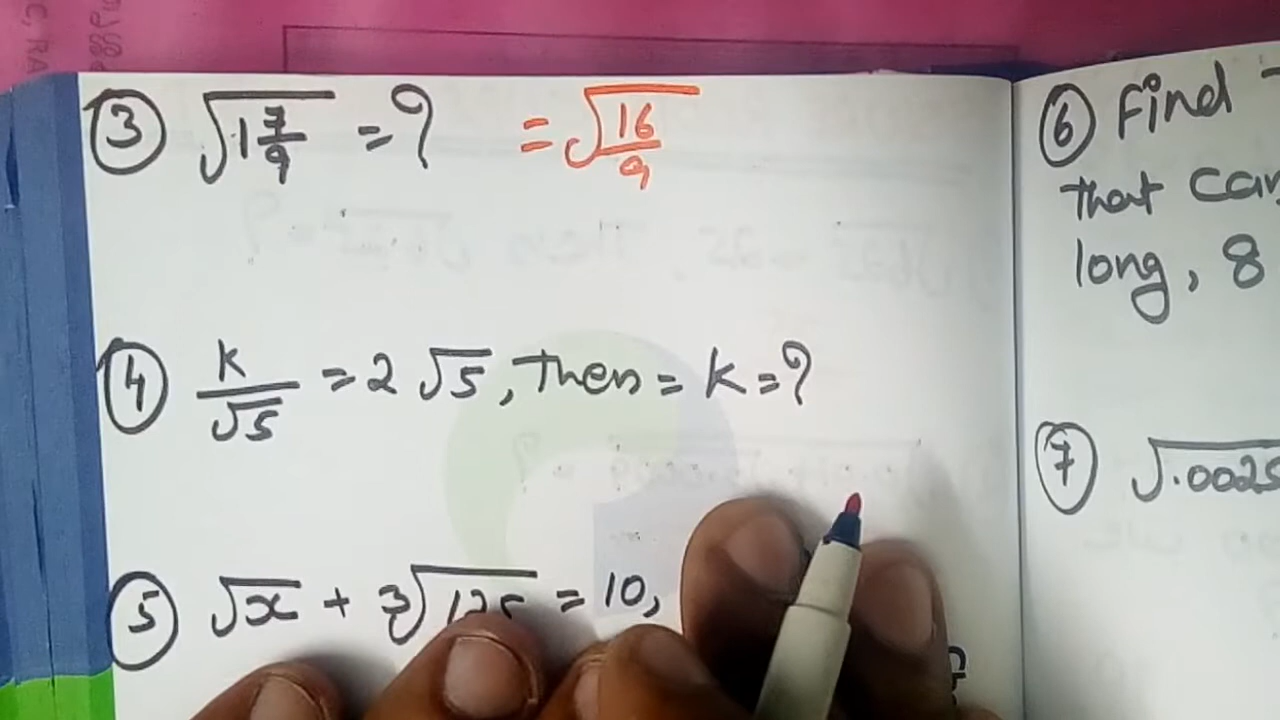 ③ √1 7/9 = ? = √16/9
④ k/√5 = 2√5, Then = k = ?
⑤ √x + 3√125 = 10,
⑥ Find
That
long, 8
⑦ √.0025